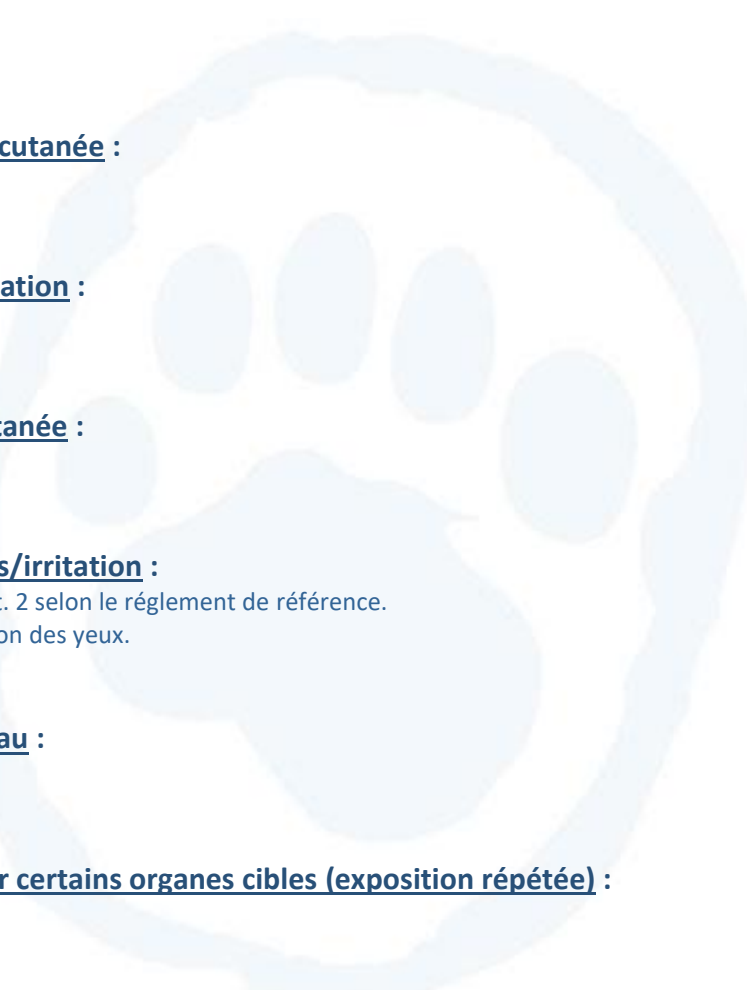 cutanée :
ation :
tanée :
s/irritation :
t. 2 selon le réglement de référence.
on des yeux.
au :
r certains organes cibles (exposition répétée) :